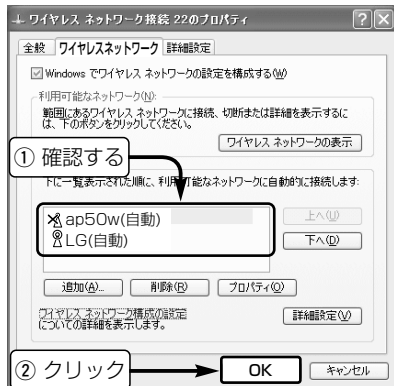 ワイヤレス ネットワーク接続 22のプロパティ
全般 ワイヤレスネットワーク 詳細設定
Windows でワイヤレス ネットワークの設定を構成する(W)
利用可能なネットワーク(N):
範囲にあるワイヤレス ネットワークに接続、切断または詳細を表示するに
は、下のボタンをクリックしてください。
ワイヤレス ネットワークの表示
① 確認する
下に一覧表示された順に、利用可能なネットワークに自動的に接続します:
ap50w(自動)
LG(自動)
上へ(U)
下へ(D)
追加(A)... 削除(R) プロパティ(O)
ワイヤレス ネットワーク構成の設定
についての詳細を表示します。
詳細設定(V)
② クリック OK キャンセル